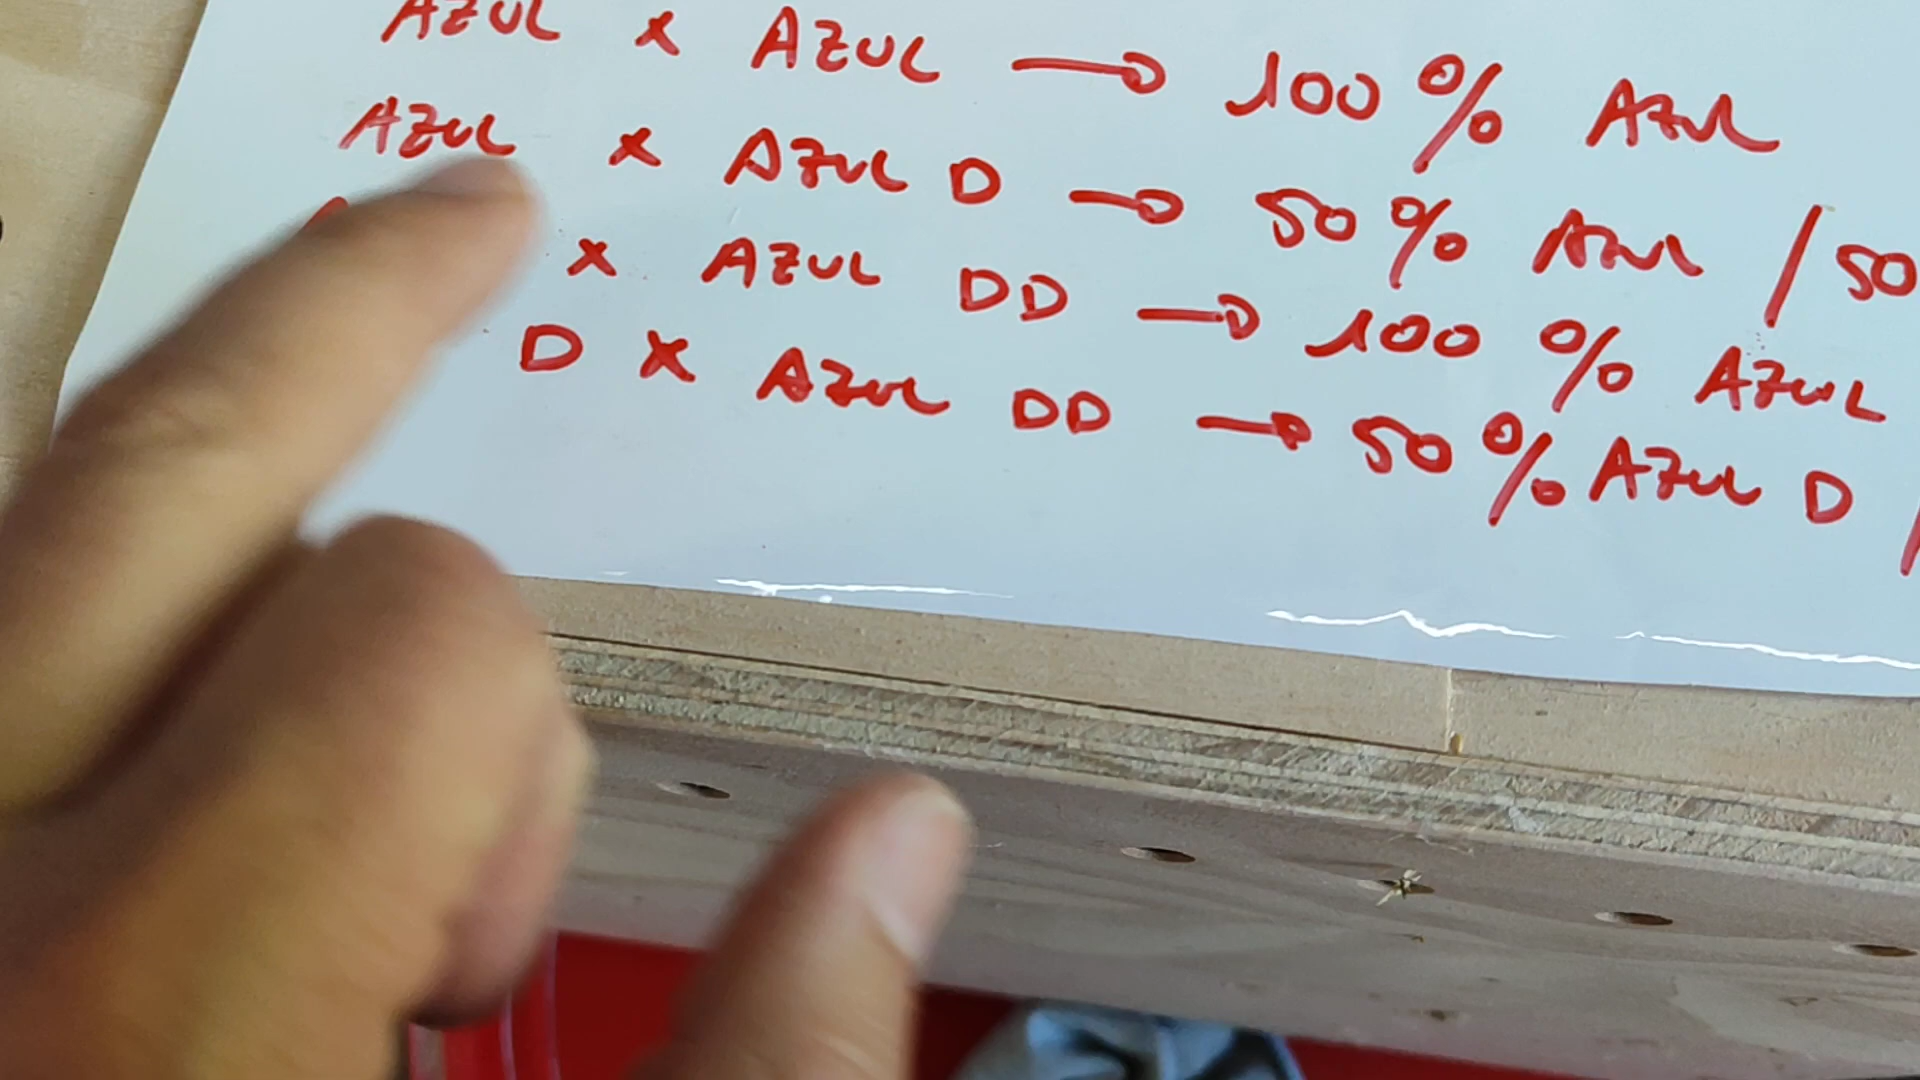 AZUL x AZUL → 100 % AZUL
AZUL x AZUL D → 50 % AZUL / 50
x AZUL DD → 100 % AZUL
D x AZUL DD → 50 % AZUL D /